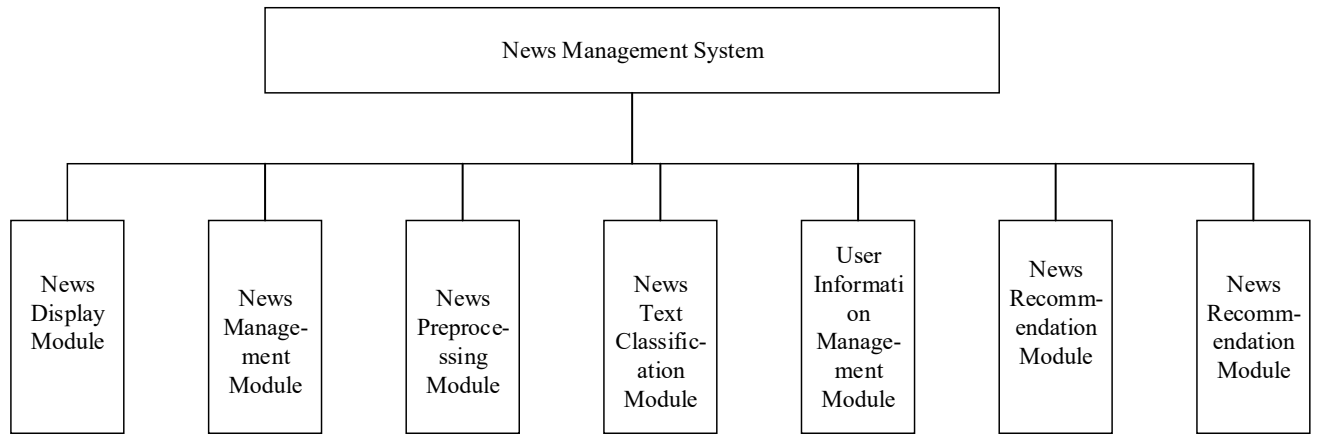 News Management System
News
Display
Module
News
Manage-
ment
Module
News
Preproce-
ssing
Module
News
Text
Classific-
ation
Module
User
Informati
on
Manage-
ment
Module
News
Recomm-
endation
Module
News
Recomm-
endation
Module